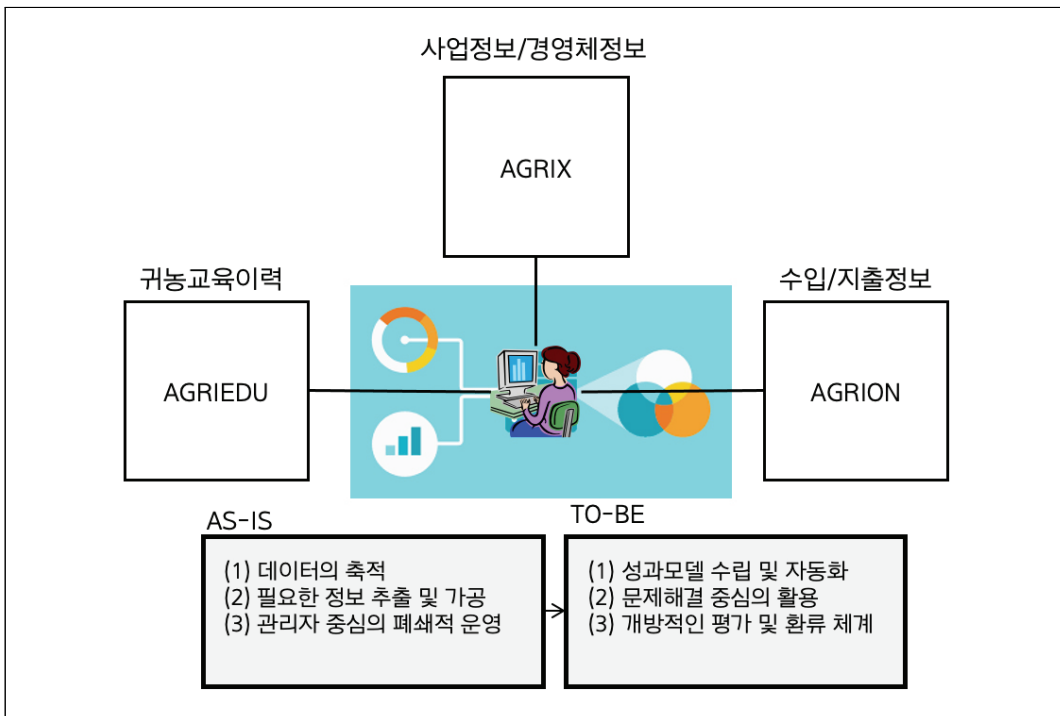 사업정보/경영체정보
AGRIX
귀농교육이력
AGRIEDU
수입/지출정보
AGRION
AS-IS
(1) 데이터의 축적
(2) 필요한 정보 추출 및 가공
(3) 관리자 중심의 폐쇄적 운영
TO-BE
(1) 성과모델 수립 및 자동화
(2) 문제해결 중심의 활용
(3) 개방적인 평가 및 환류 체계